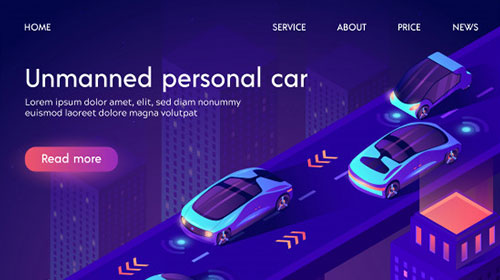 HOME
SERVICE
ABOUT
PRICE
NEWS
Unmanned personal car
Lorem ipsum dolor amet, elit, sed diam nonummy
euismod laoreet dolore magna volutpat
Read more